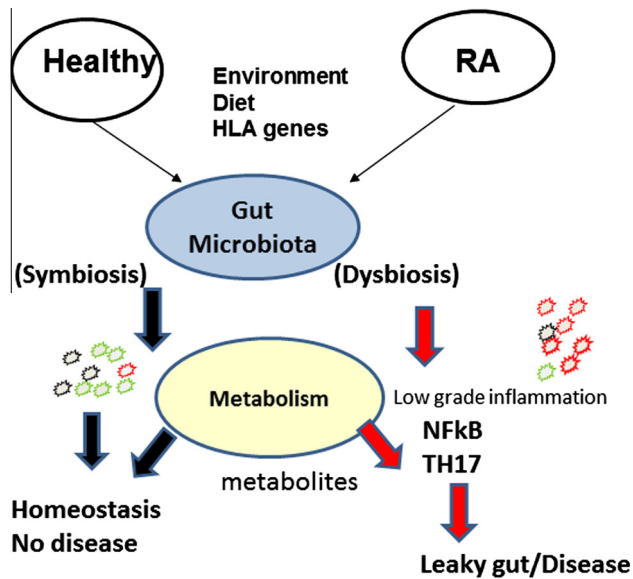 Healthy
RA
Environment
Diet
HLA genes
Gut
Microbiota
(Symbiosis)
(Dysbiosis)
Metabolism
Low grade inflammation
NFkB
TH17
metabolites
Homeostasis
No disease
Leaky gut/Disease